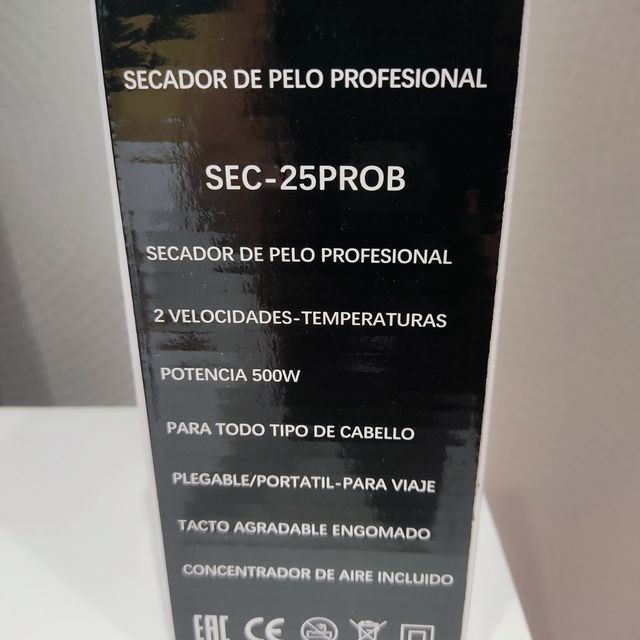 SECADOR DE PELO PROFESIONAL
SEC-25PROB
SECADOR DE PELO PROFESIONAL
2 VELOCIDADES-TEMPERATURAS
POTENCIA 500W
PARA TODO TIPO DE CABELLO
PLEGABLE/PORTATIL-PARA VIAJE
TACTO AGRADABLE ENGOMADO
CONCENTRADOR DE AIRE INCLUIDO
EAC CE